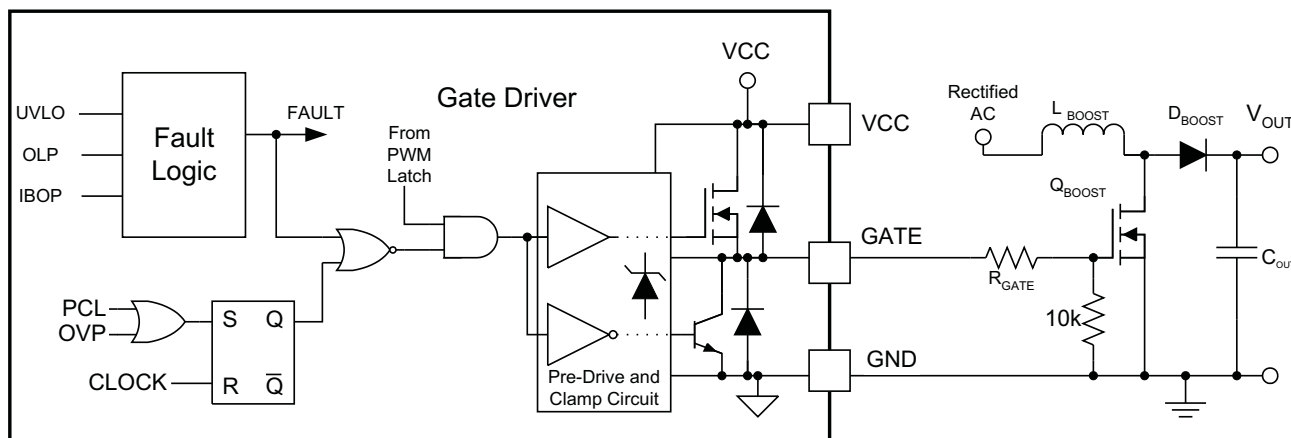 Gate Driver
UVLO
OLP
IBOP
Fault
Logic
FAULT
From
PWM
Latch
PCL
OVP
CLOCK
S Q
R Q̅
Pre-Drive and
Clamp Circuit
VCC
VCC
GATE
GND
Rectified
AC
L BOOST
D BOOST
V OUT
Q BOOST
R GATE
10k
C OUT